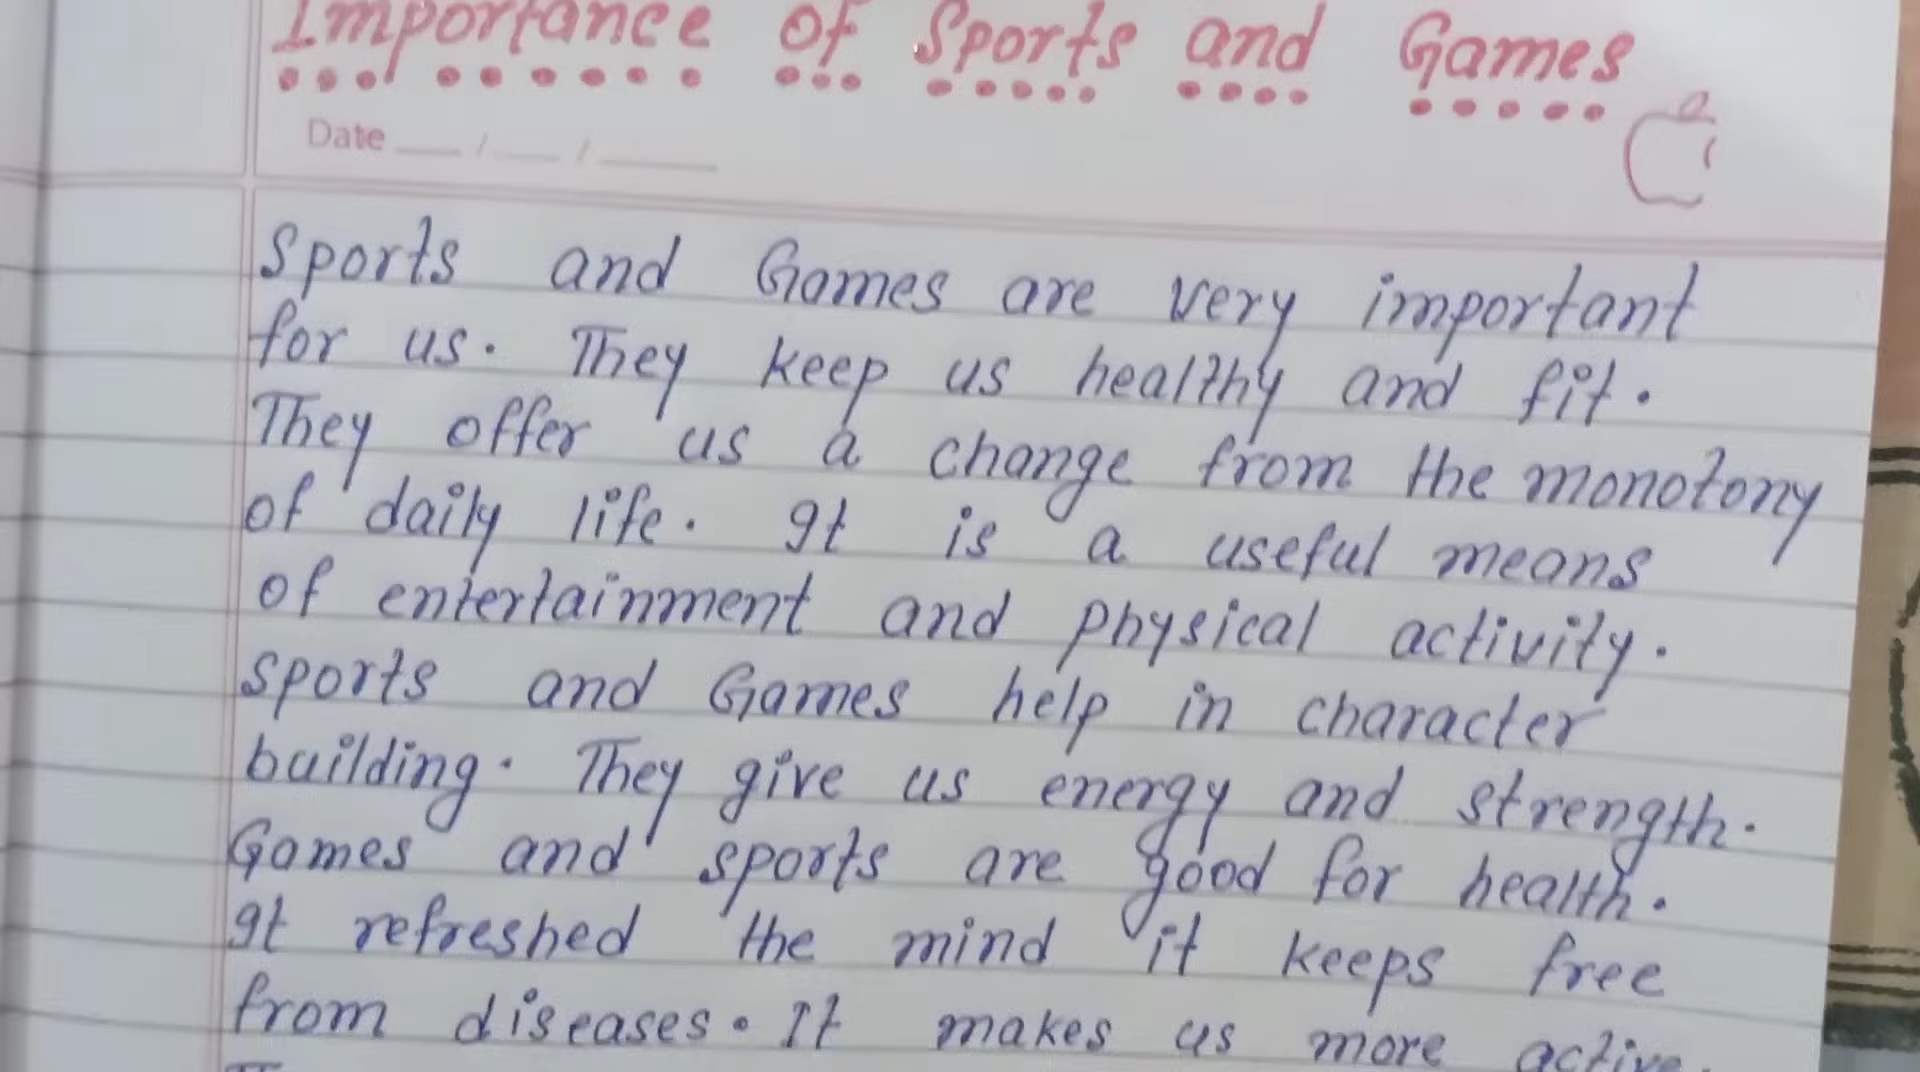 Importance of Sports and Games
Date
Sports and Games are very important
for us. They keep us healthy and fit.
They offer us a change from the monotony
of daily life. It is a useful means
of entertainment and physical activity.
Sports and Games help in character
building. They give us energy and strength.
Games and sports are good for health.
It refreshed the mind it keeps free
from diseases. It makes us more active.